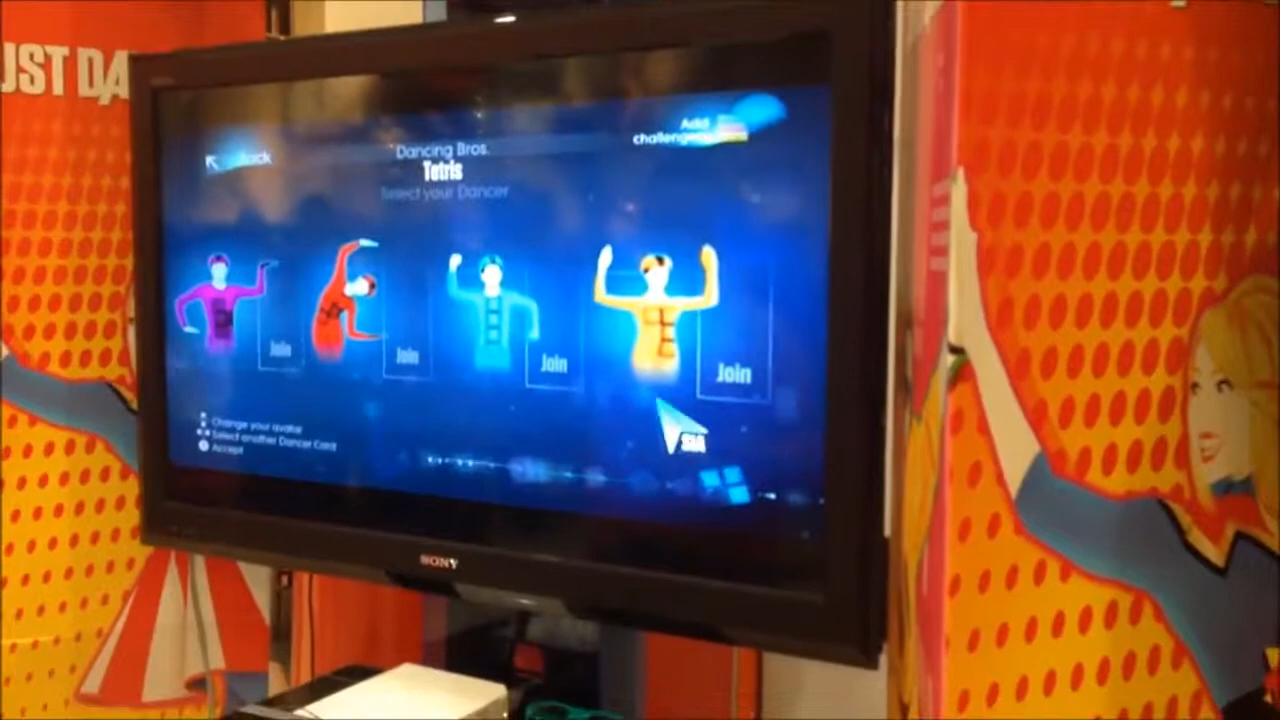 UST DA
Back
Dancing Bros.
Tetris
Select your Dancer
Add
Join
Join
Join
Join
Change your avatar
Select another Dancer Card
Accept
SONY